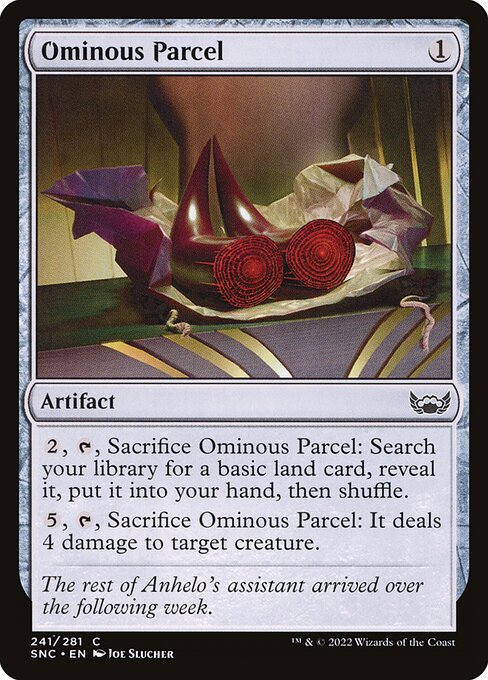 Ominous Parcel 1
Artifact
2, , Sacrifice Ominous Parcel: Search
your library for a basic land card, reveal
it, put it into your hand, then shuffle.
5, , Sacrifice Ominous Parcel: It deals
4 damage to target creature.
The rest of Anhelo's assistant arrived over
the following week.
241/281 C
SNC • EN Joe Slucher
™ & © 2022 Wizards of the Coast